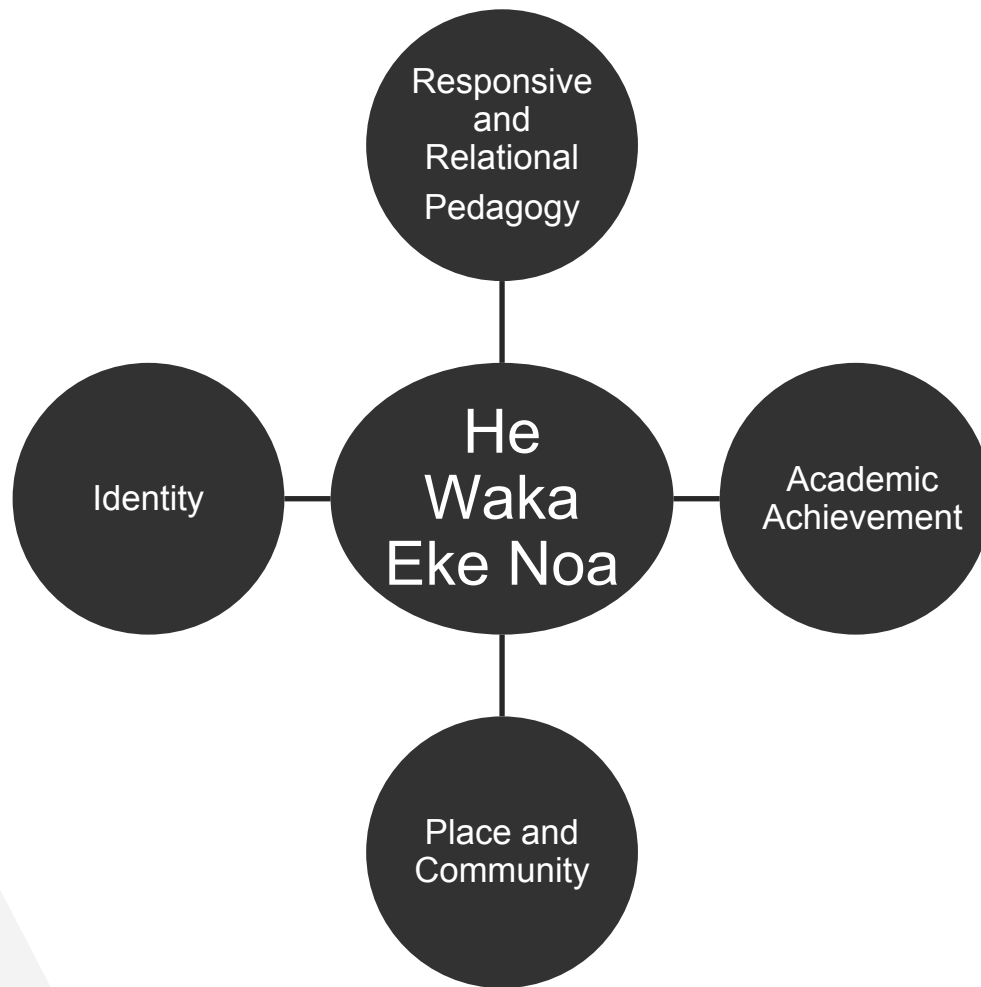 Responsive
and
Relational
Pedagogy
Identity
He
Waka
Eke Noa
Academic
Achievement
Place and
Community